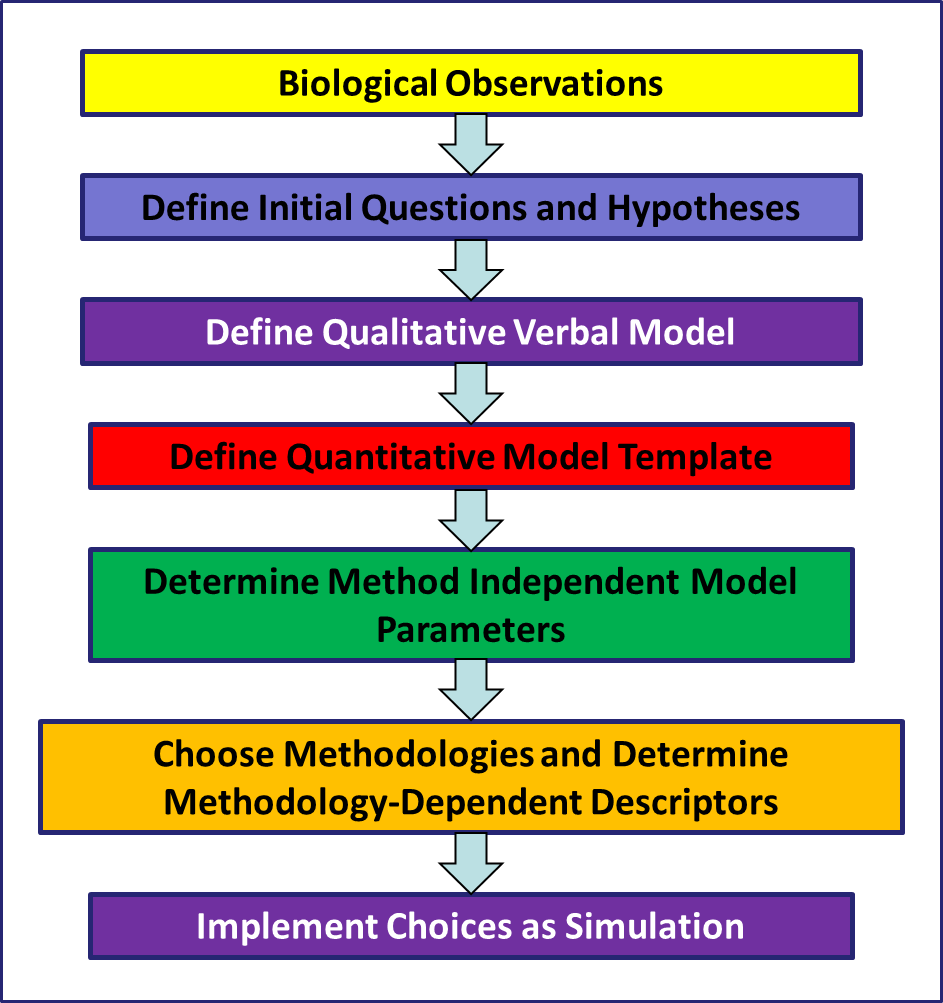 Biological Observations
Define Initial Questions and Hypotheses
Define Qualitative Verbal Model
Define Quantitative Model Template
Determine Method Independent Model
Parameters
Choose Methodologies and Determine
Methodology-Dependent Descriptors
Implement Choices as Simulation